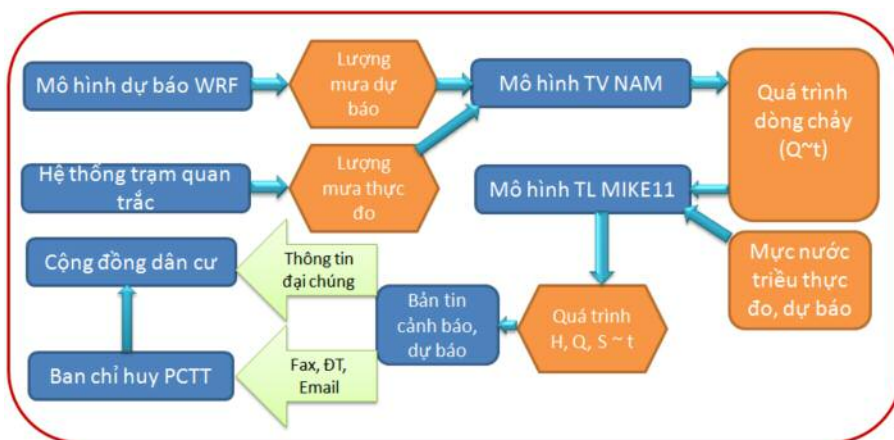 Mô hình dự báo WRF
Lượng
mưa dự
báo
Mô hình TV NAM
Quá trình
dòng chảy
(Q~t)
Hệ thống trạm quan
trắc
Lượng
mưa thực
đo
Mô hình TL MIKE11
Mực nước
triều thực
đo, dự báo
Cộng đồng dân cư
Thông tin
đại chúng
Bản tin
cảnh báo,
dự báo
Quá trình
H, Q, S ~ t
Ban chỉ huy PCTT
Fax, ĐT,
Email